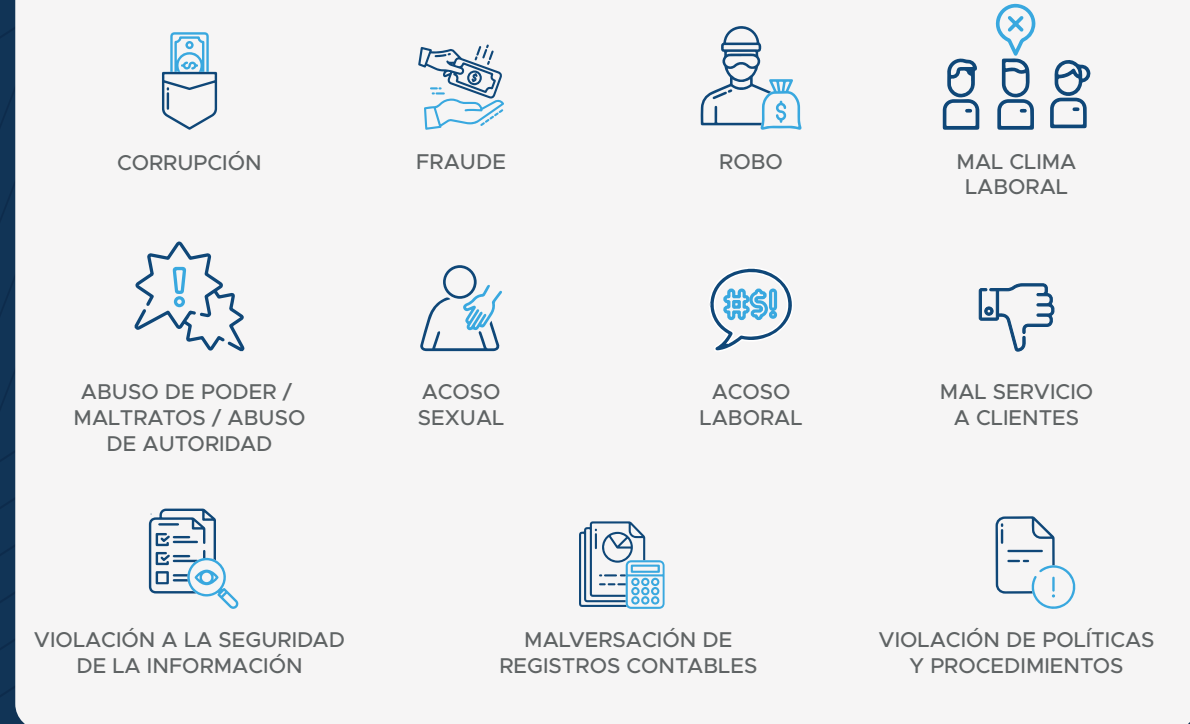 CORRUPCIÓN
FRAUDE
ROBO
MAL CLIMA
LABORAL
ABUSO DE PODER /
MALTRATOS / ABUSO
DE AUTORIDAD
ACOSO
SEXUAL
#$!
ACOSO
LABORAL
MAL SERVICIO
A CLIENTES
VIOLACIÓN A LA SEGURIDAD
DE LA INFORMACIÓN
MALVERSACIÓN DE
REGISTROS CONTABLES
VIOLACIÓN DE POLÍTICAS
Y PROCEDIMIENTOS